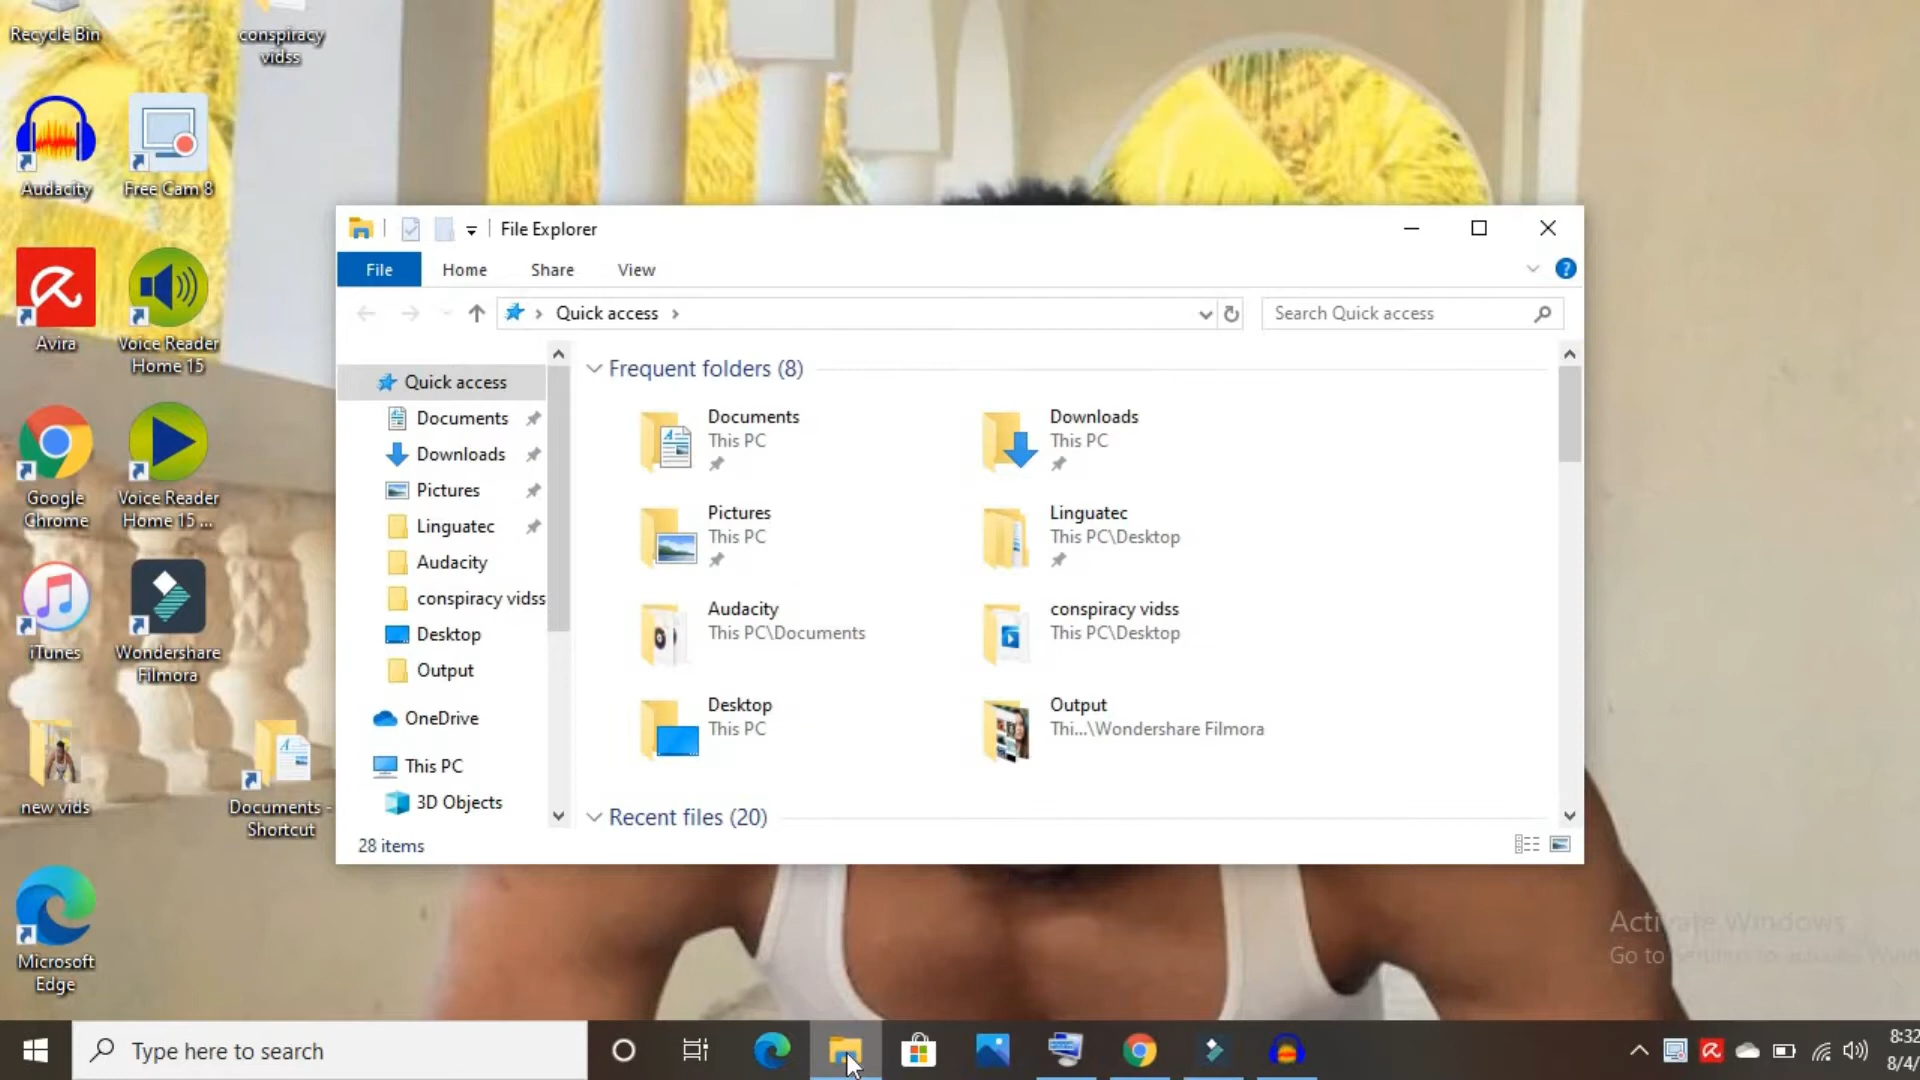 Recycle Bin
conspiracy
vidss
Audacity
Free Cam 8
Avira
Voice Reader
Home 15
Google
Chrome
Voice Reader
Home 15 ...
iTunes
Wondershare
Filmora
new vids
Documents -
Shortcut
Microsoft
Edge
File Explorer
File
Home
Share
View
Quick access
Search Quick access
Quick access
Documents
Downloads
Pictures
Linguatec
Audacity
conspiracy vidss
Desktop
Output
OneDrive
This PC
3D Objects
Frequent folders (8)
Documents
This PC
Downloads
This PC
Pictures
This PC
Linguatec
This PC\Desktop
Audacity
This PC\Documents
conspiracy vidss
This PC\Desktop
Desktop
This PC
Output
Thi...\Wondershare Filmora
Recent files (20)
28 items
Activate Windows
Go to
Type here to search
8:32
8/4/